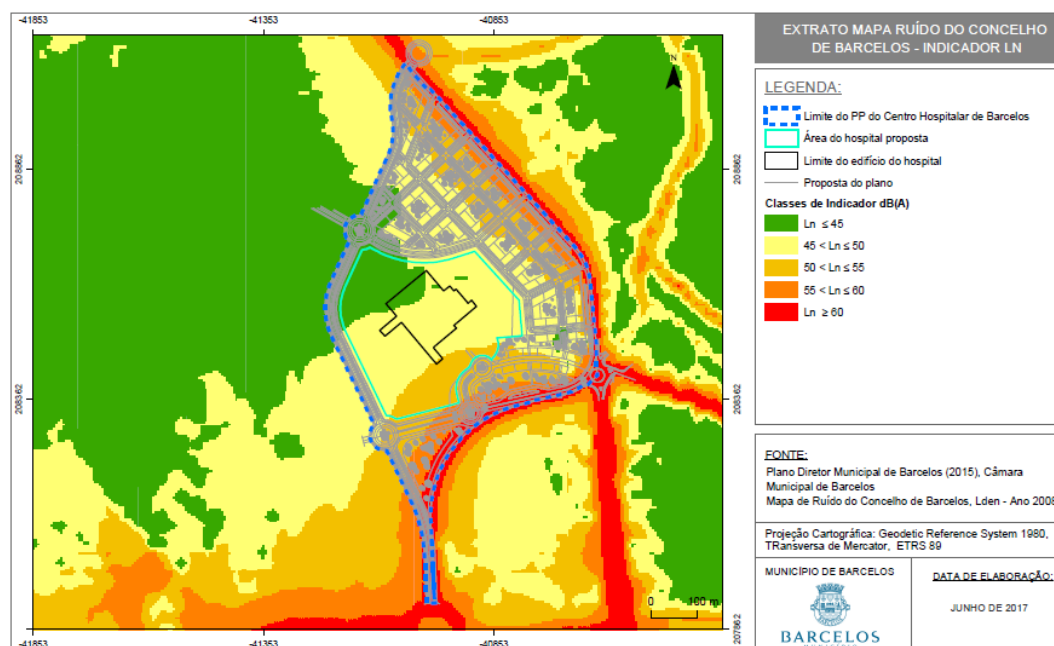 -41853
-41353
-40853
EXTRATO MAPA RUÍDO DO CONCELHO
DE BARCELOS - INDICADOR LN
N
LEGENDA:
Limite do PP do Centro Hospitalar de Barcelos
Área do hospital proposta
Limite do edifício do hospital
Proposta do plano
Classes de Indicador dB(A)
Ln ≤ 45
45 < Ln ≤ 50
50 < Ln ≤ 55
55 < Ln ≤ 60
Ln ≥ 60
208862
208862
208362
208362
207862
FONTE:
Plano Diretor Municipal de Barcelos (2015), Câmara
Municipal de Barcelos
Mapa de Ruído do Concelho de Barcelos, Lden - Ano 2008
Projeção Cartográfica: Geodetic Reference System 1980,
TRansversa de Mercator, ETRS 89
MUNICÍPIO DE BARCELOS
BARCELOS
DATA DE ELABORAÇÃO:
JUNHO DE 2017
0 100 m
-41853
-41353
-40853